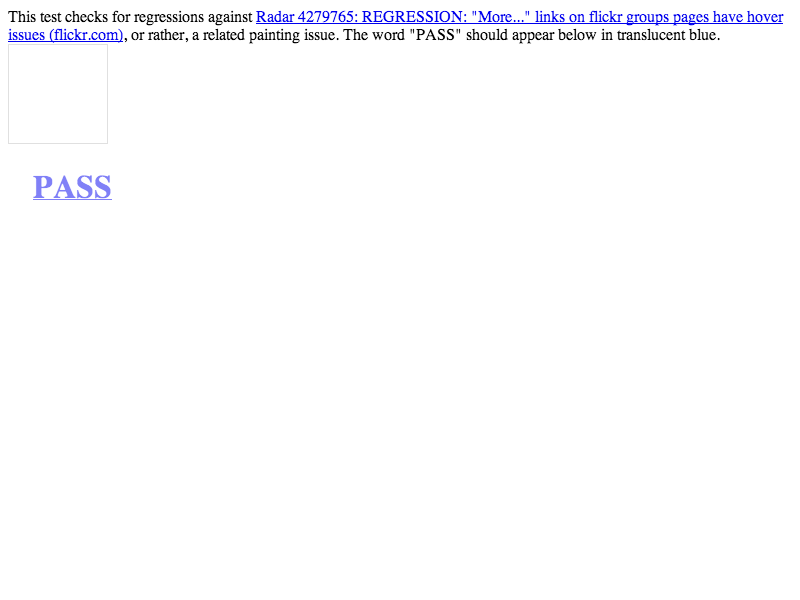 This test checks for regressions against Radar 4279765: REGRESSION: "More..." links on flickr groups pages have hover
issues (flickr.com), or rather, a related painting issue. The word "PASS" should appear below in translucent blue.
PASS